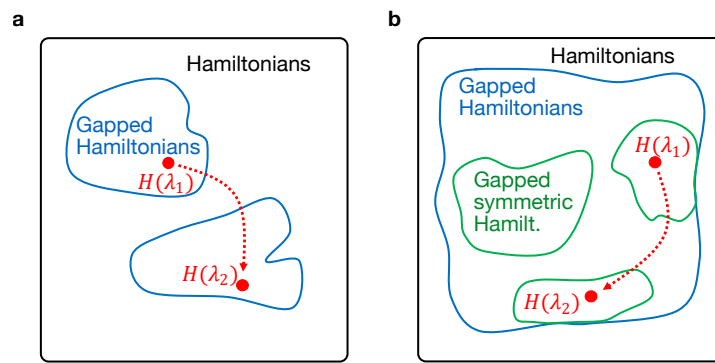 a
Hamiltonians
Gapped
Hamiltonians
H(λ₁)
H(λ₂)
b
Hamiltonians
Gapped
Hamiltonians
H(λ₁)
Gapped
symmetric
Hamilt.
H(λ₂)